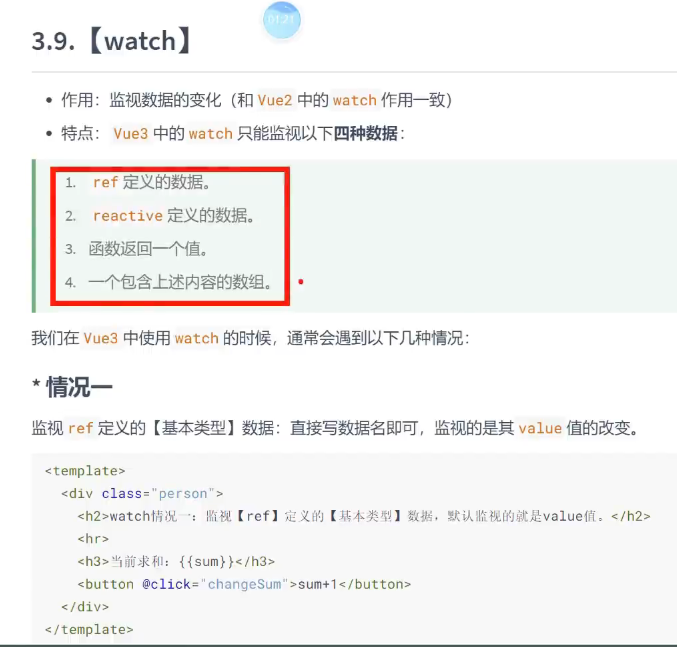 01:21
3.9.【watch】
• 作用：监视数据的变化（和 Vue2 中的 watch 作用一致）
• 特点：Vue3 中的 watch 只能监视以下四种数据：
1. ref 定义的数据。
2. reactive 定义的数据。
3. 函数返回一个值。
4. 一个包含上述内容的数组。
我们在 Vue3 中使用 watch 的时候，通常会遇到以下几种情况：
* 情况一
监视 ref 定义的【基本类型】数据：直接写数据名即可，监视的是其 value 值的改变。
<template>
  <div class="person">
    <h2>watch情况一：监视【ref】定义的【基本类型】数据，默认监视的就是value值。</h2>
    <hr>
    <h3>当前求和：{{sum}}</h3>
    <button @click="changeSum">sum+1</button>
  </div>
</template>